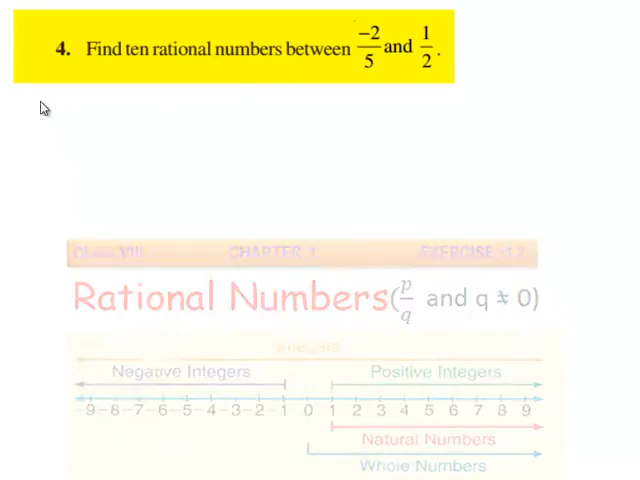 4. Find ten rational numbers between -2/5 and 1/2.
Class VIII CHAPTER 1 EXERCISE -1.2
Rational Numbers(p/q and q ≠ 0)
Integers
Negative Integers Positive Integers
-9 -8 -7 -6 -5 -4 -3 -2 -1 0 1 2 3 4 5 6 7 8 9
Natural Numbers
Whole Numbers